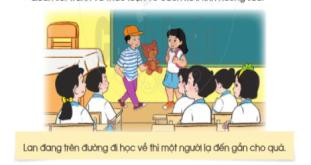 Lan đang trên đường đi học về thì một người lạ đến gần cho quà.